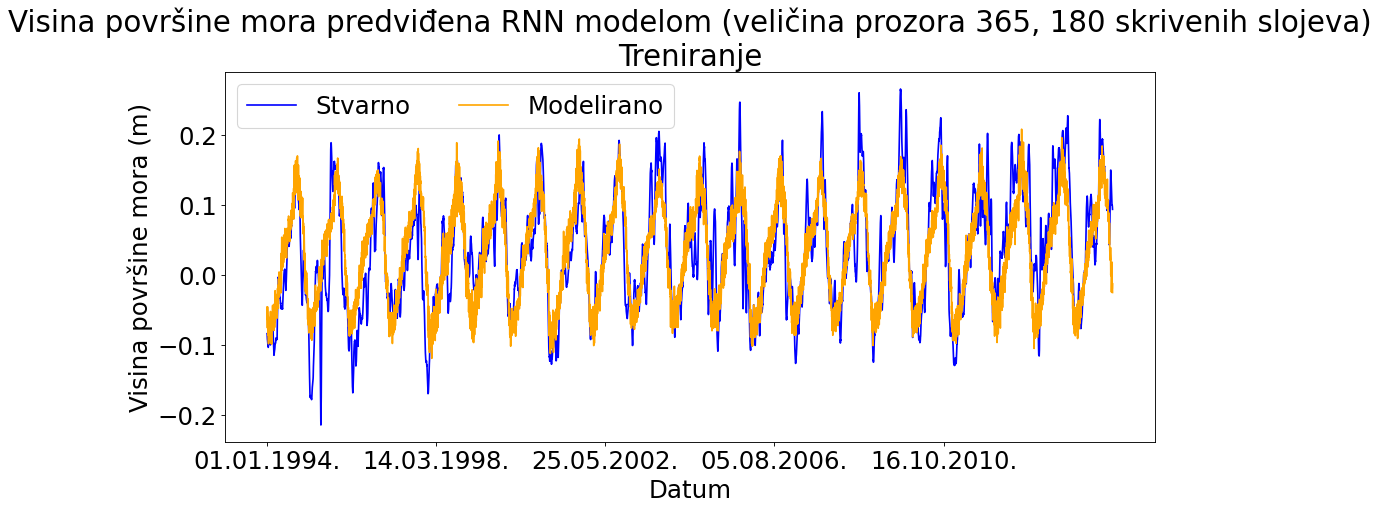 Visina površine mora predviđena RNN modelom (veličina prozora 365, 180 skrivenih slojeva)
Treniranje
Stvarno Modelirano
Visina površine mora (m)
0.2
0.1
0.0
−0.1
−0.2
01.01.1994. 14.03.1998. 25.05.2002. 05.08.2006. 16.10.2010.
Datum